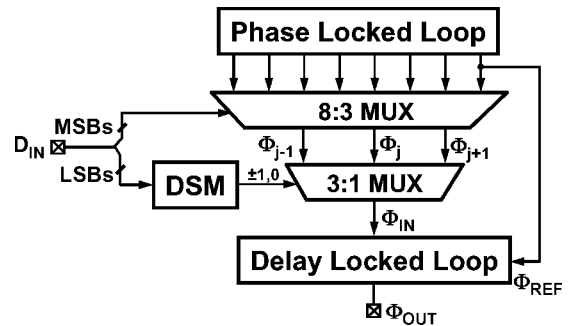 Phase Locked Loop
8:3 MUX
MSBs
D_IN
LSBs
Φ_j-1
Φ_j
Φ_j+1
DSM
±1,0
3:1 MUX
Φ_IN
Delay Locked Loop
Φ_REF
Φ_OUT